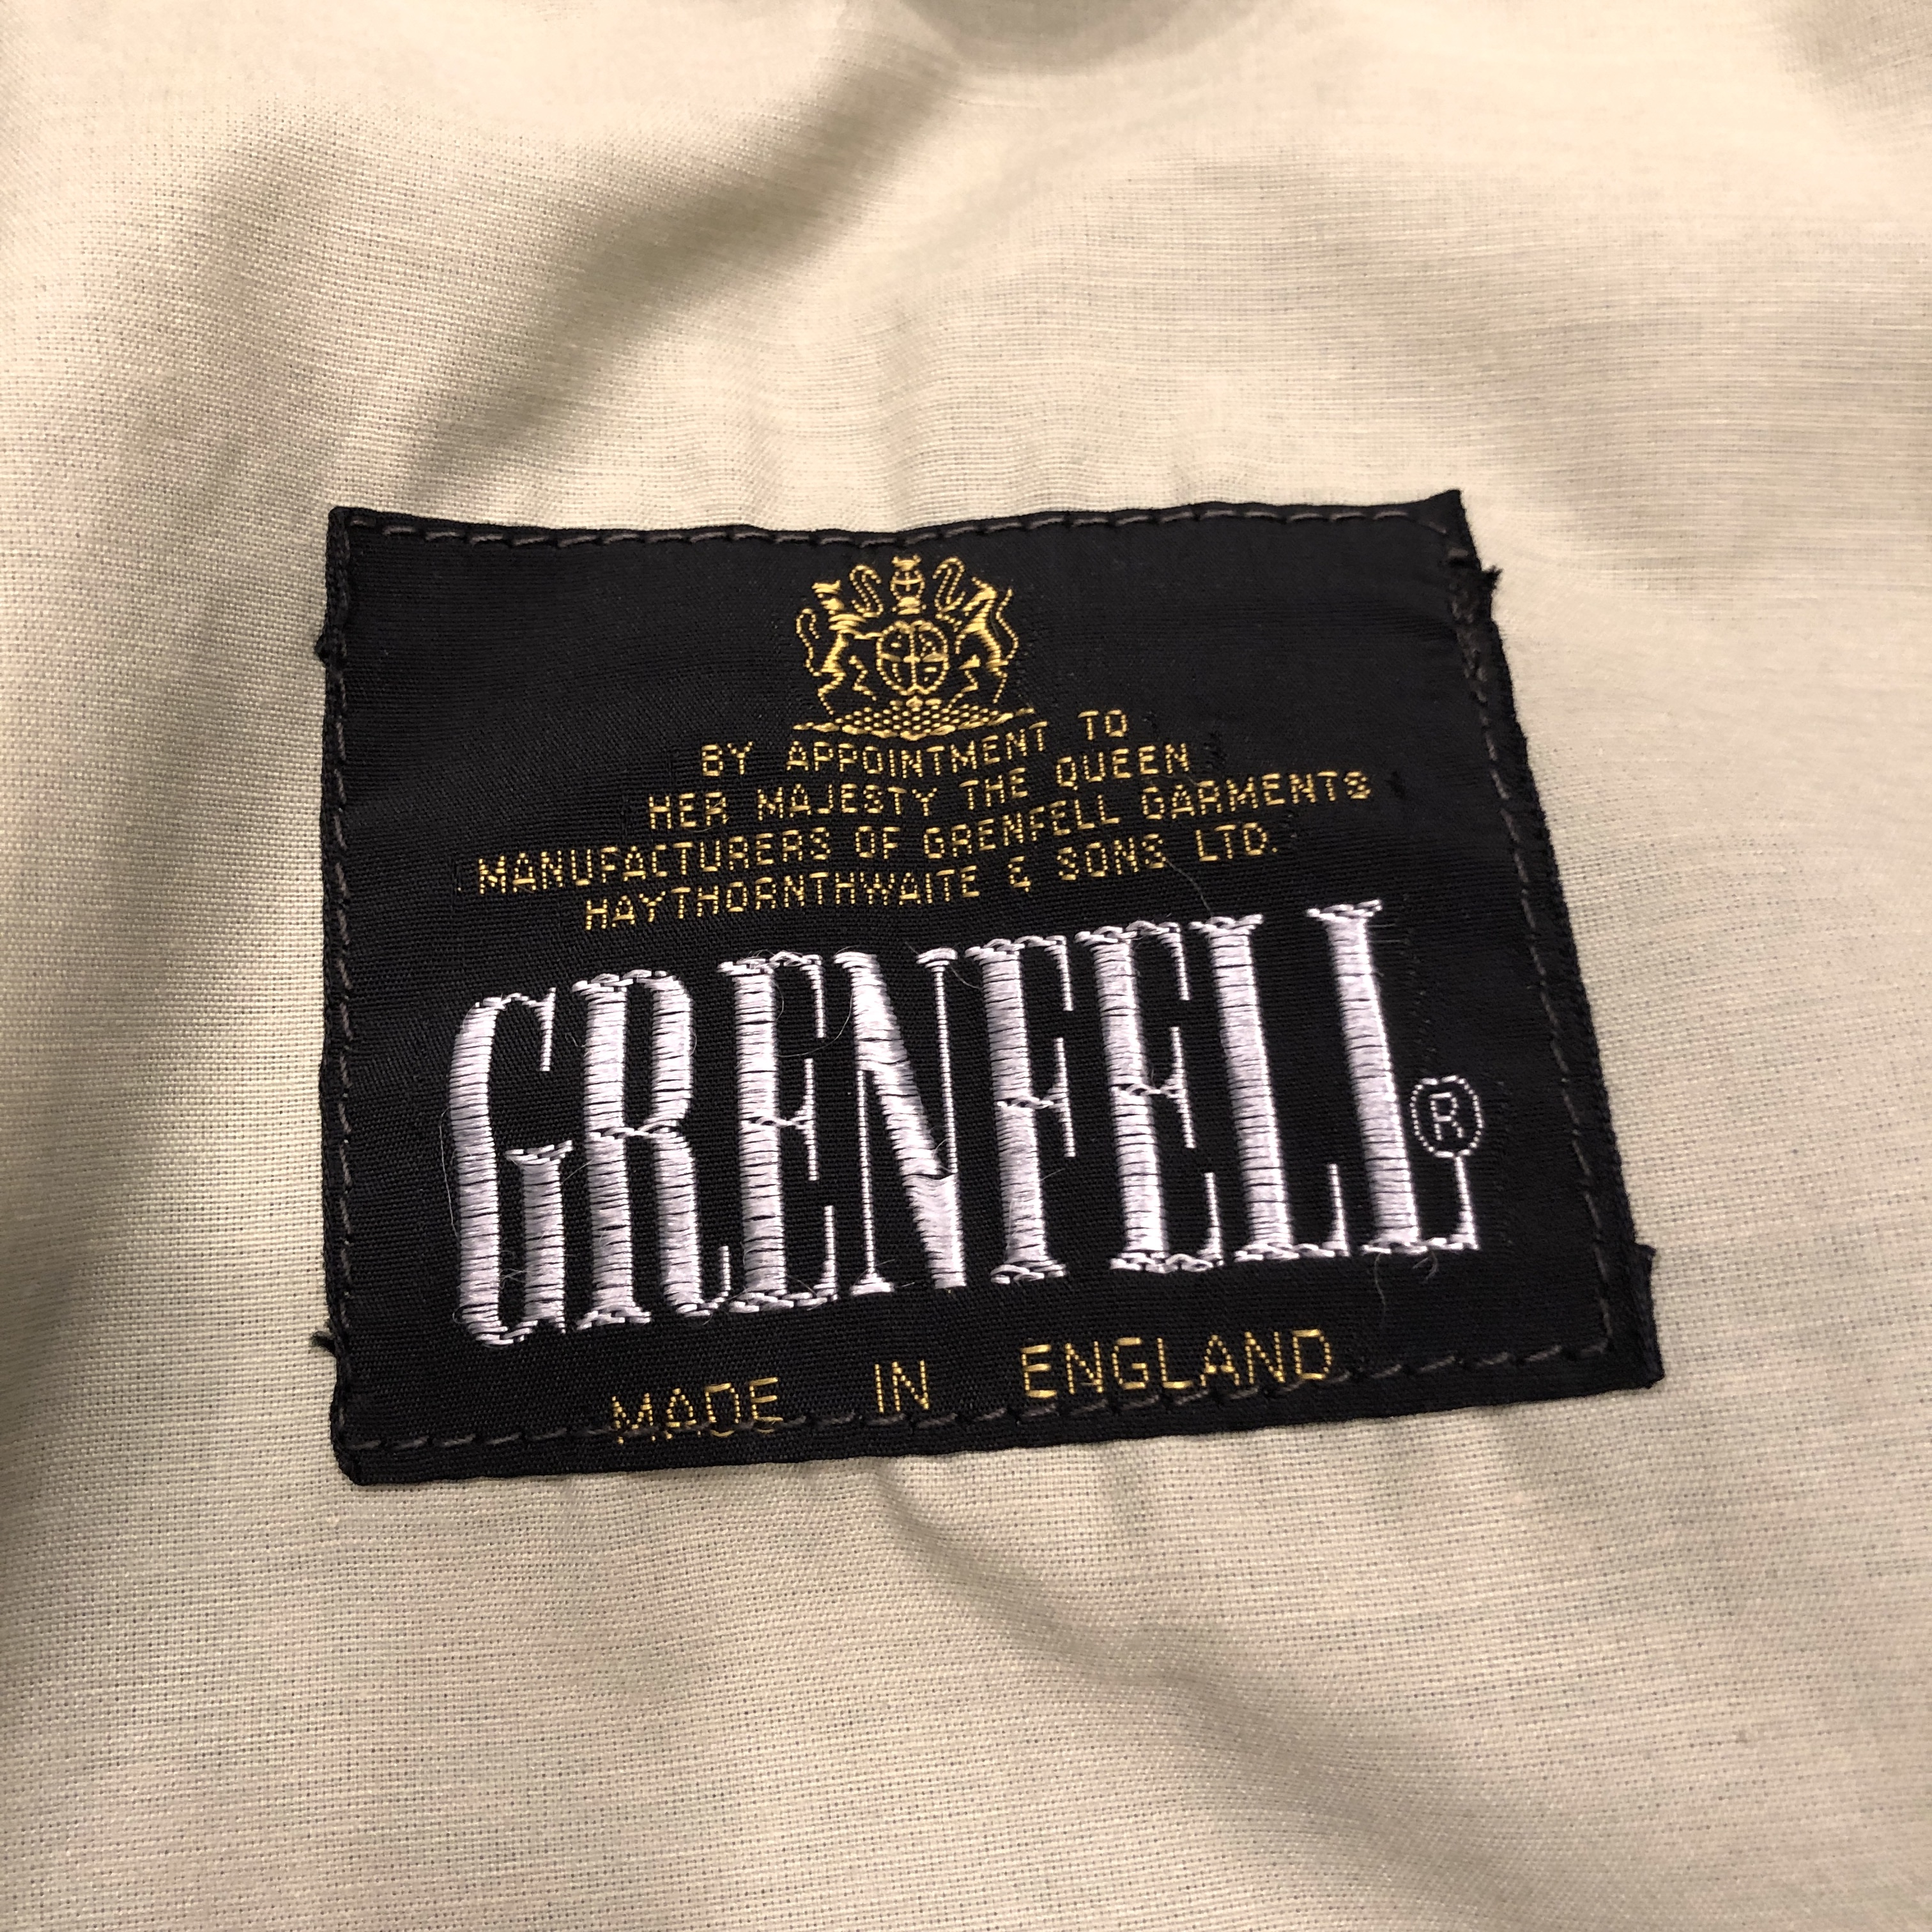 BY APPOINTMENT TO
HER MAJESTY THE QUEEN
MANUFACTURERS OF GRENFELL GARMENTS
HAYTHORNTHWAITE & SONS LTD.
GRENFELL ®
MADE IN ENGLAND